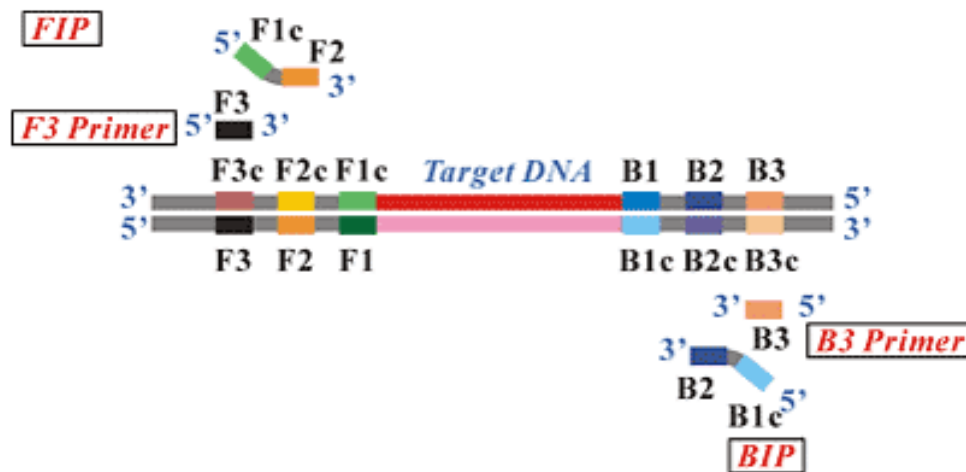 FIP
F1c
5’
F2
3’
F3
F3 Primer
5’ 3’
F3c F2c F1c Target DNA B1 B2 B3
3’ 5’
5’ 3’
F3 F2 F1 B1c B2c B3c
3’ 5’
B3
B3 Primer
3’
B2
5’
B1c
BIP